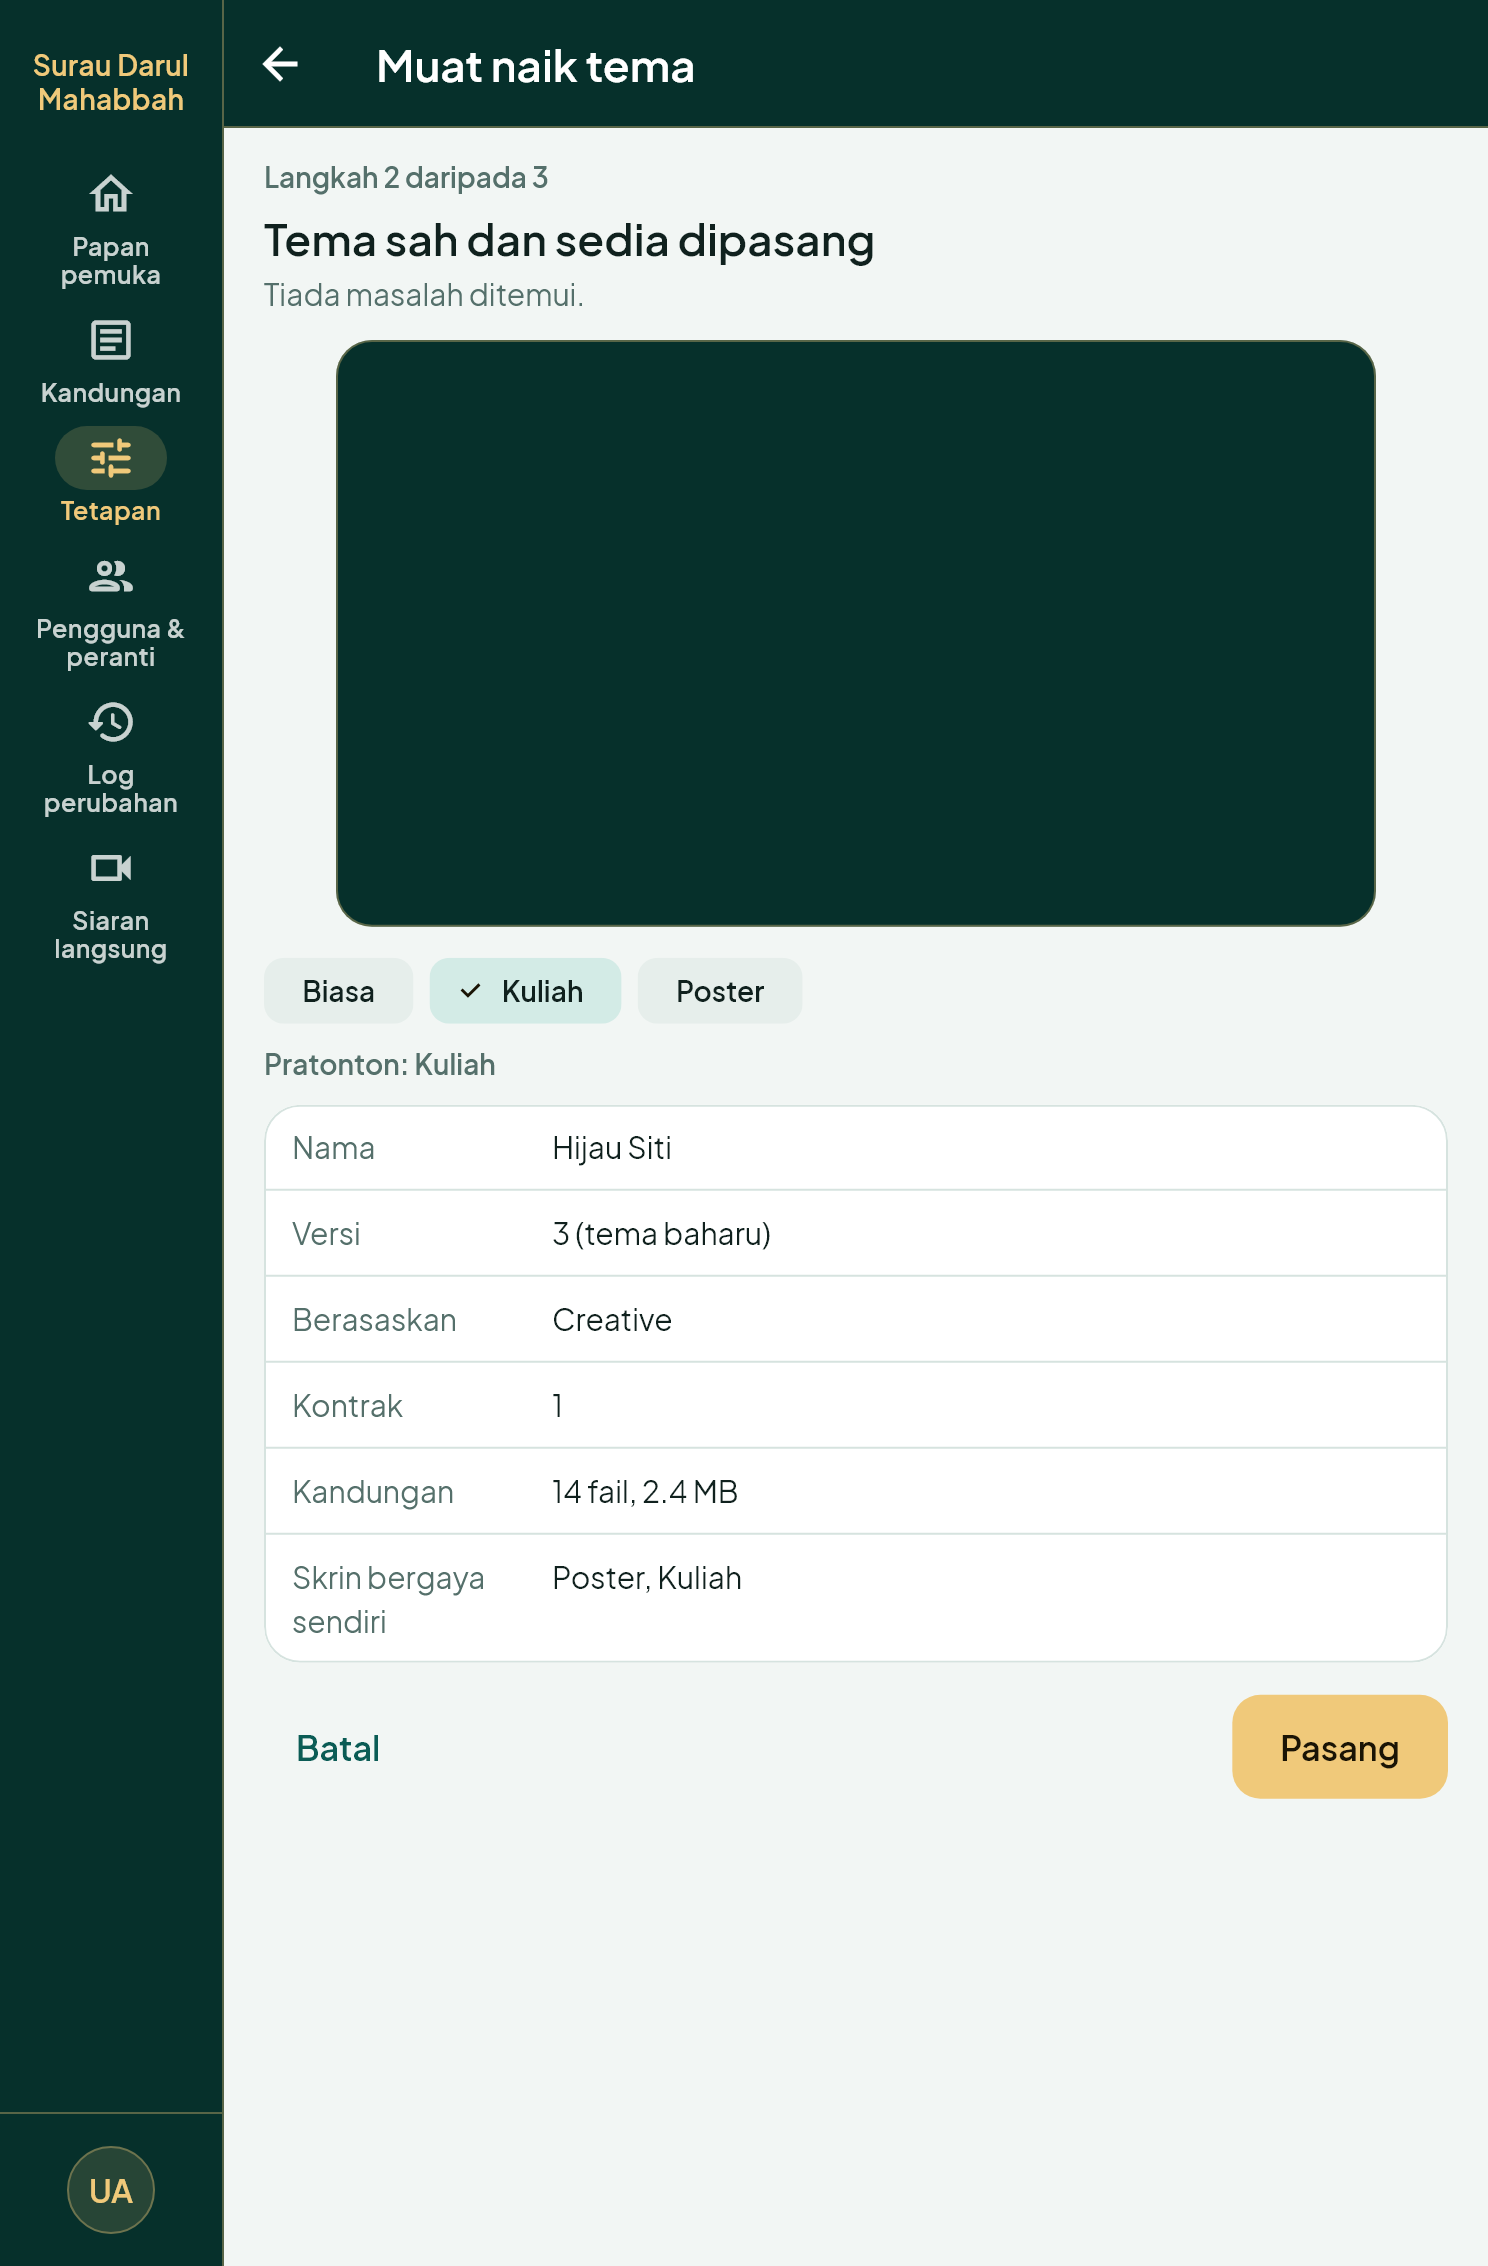 Surau Darul
Mahabbah
Papan
pemuka
Kandungan
Tetapan
Pengguna &
peranti
Log
perubahan
Siaran
langsung
UA
Muat naik tema
Langkah 2 daripada 3
Tema sah dan sedia dipasang
Tiada masalah ditemui.
Biasa
Kuliah
Poster
Pratonton: Kuliah
Nama Hijau Siti
Versi 3 (tema baharu)
Berasaskan Creative
Kontrak 1
Kandungan 14 fail, 2.4 MB
Skrin bergaya Poster, Kuliah
sendiri
Batal
Pasang